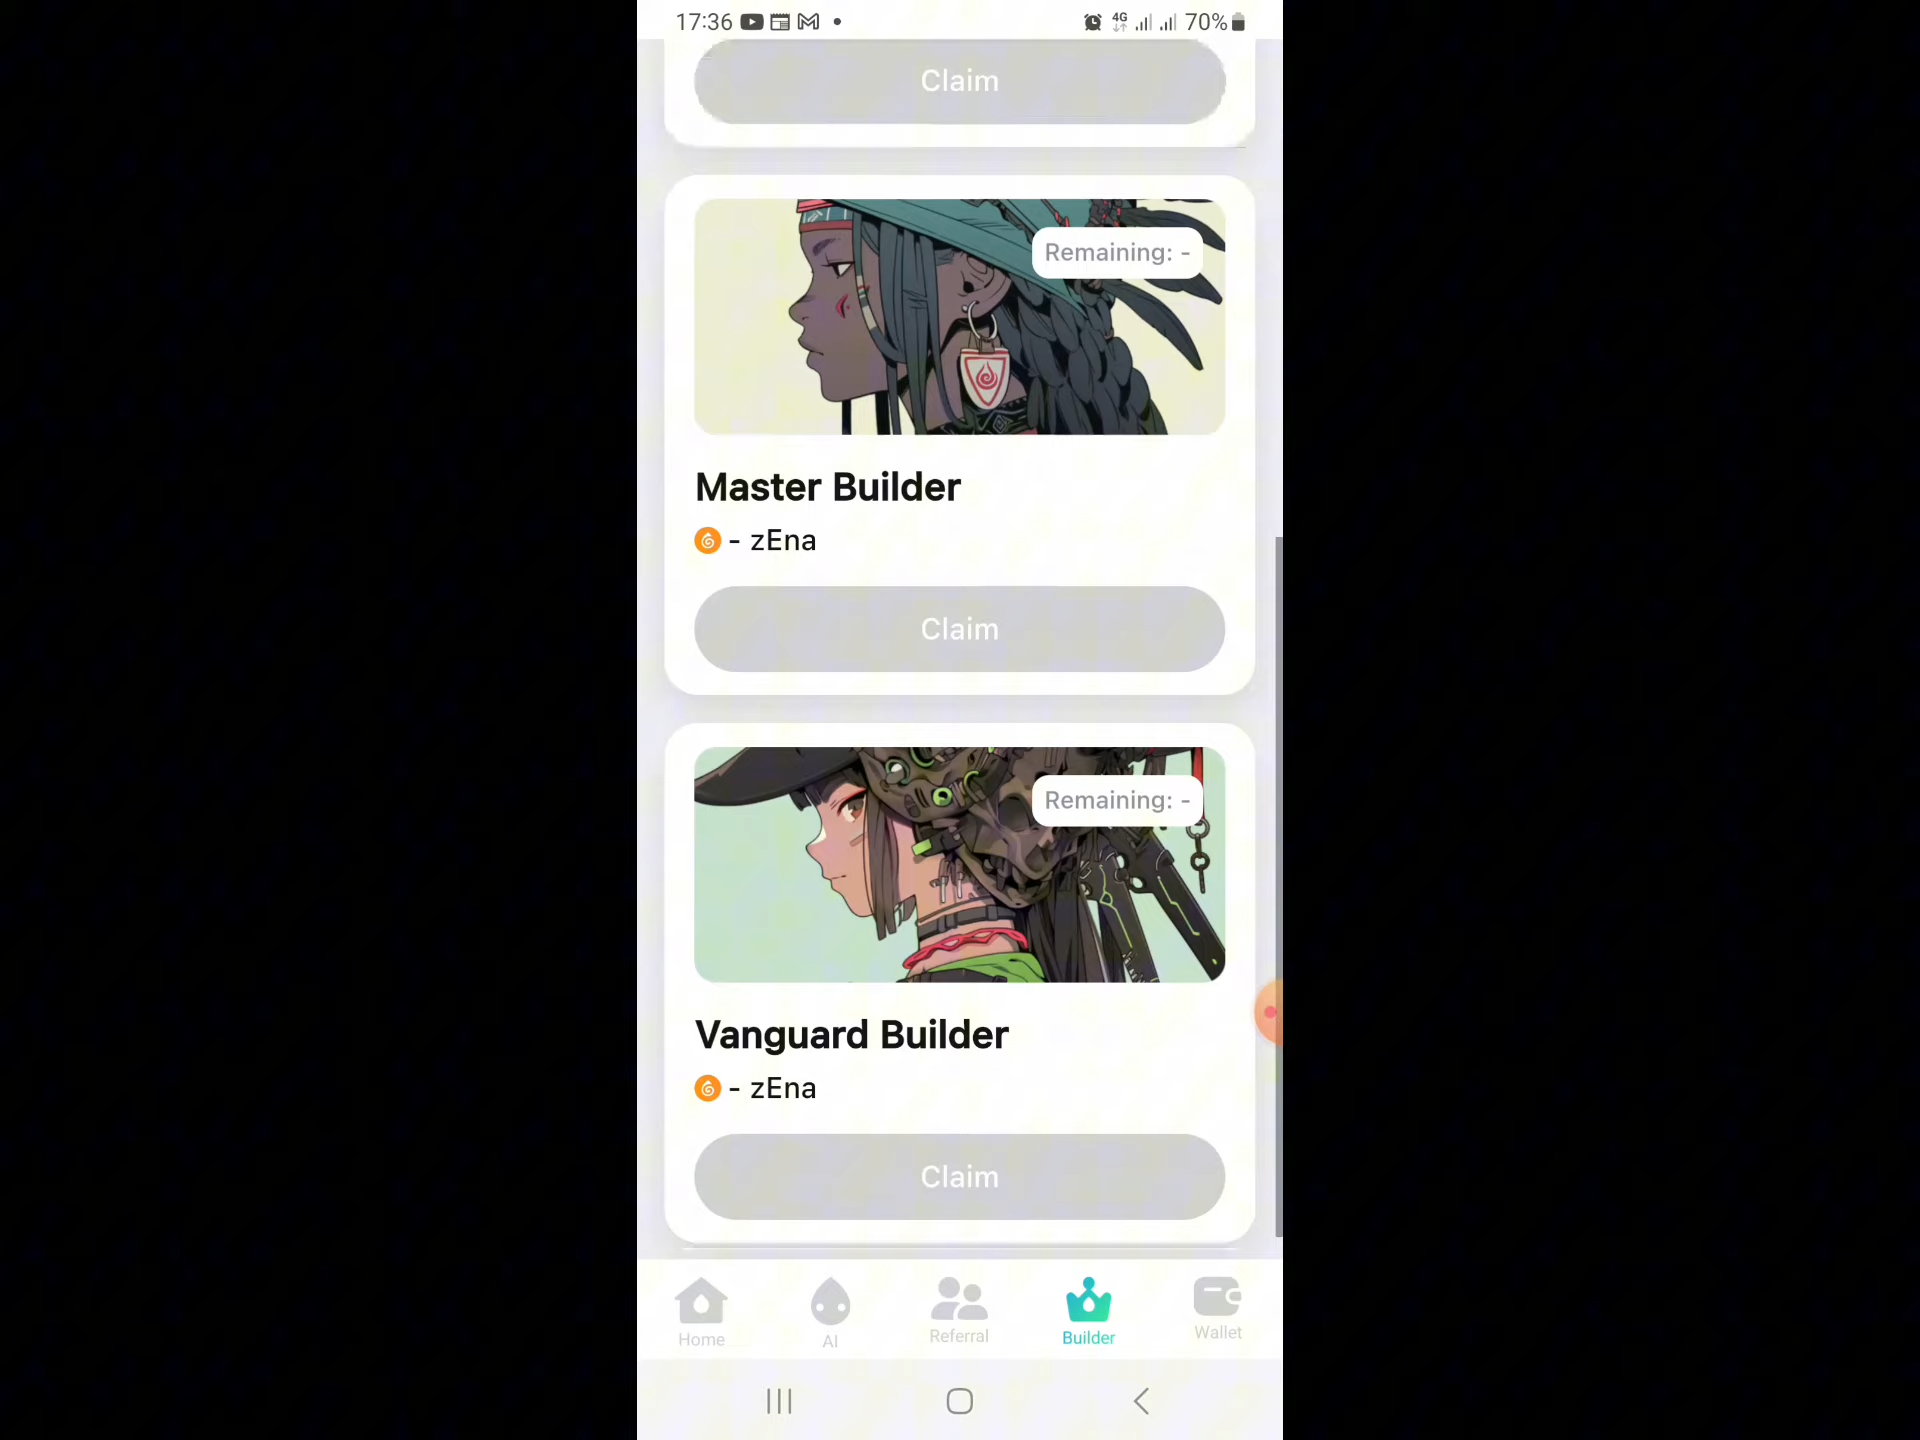 17:36 4G 70%
Claim
Remaining: -
Master Builder
- zEna
Claim
Remaining: -
Vanguard Builder
- zEna
Claim
Home AI Referral Builder Wallet